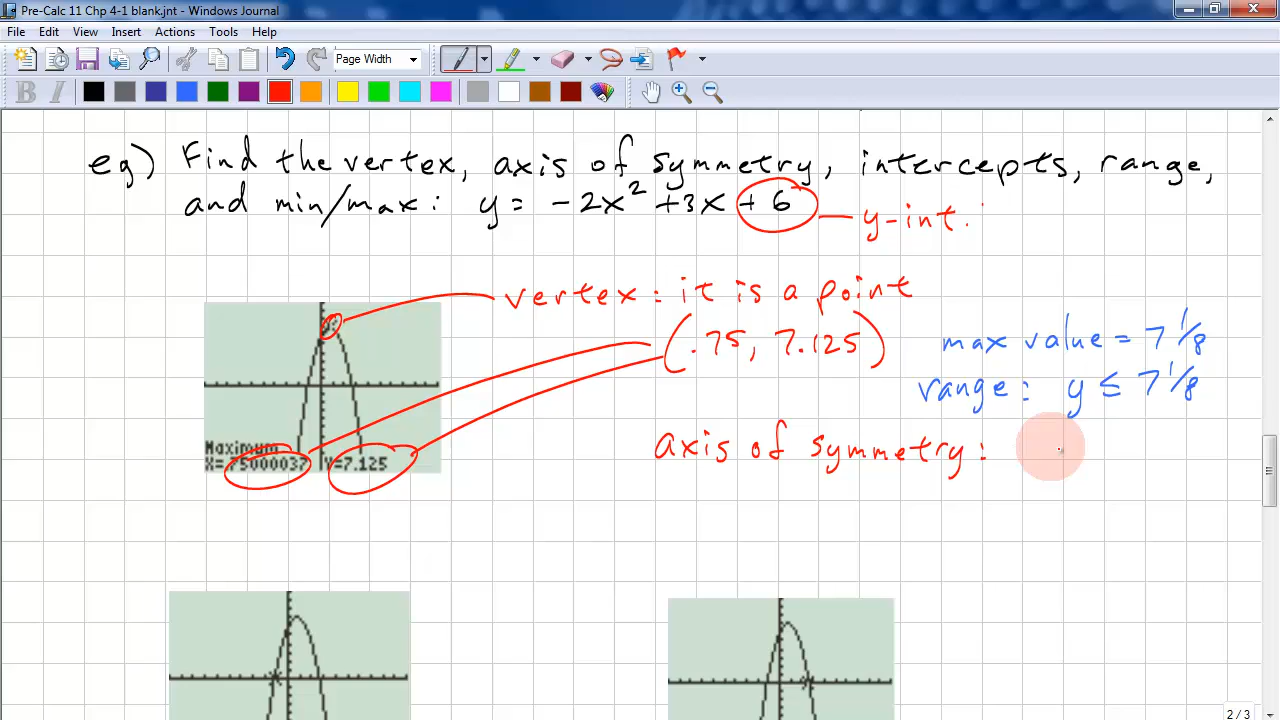 Pre-Calc 11 Chp 4-1 blank.jnt - Windows Journal
File Edit View Insert Actions Tools Help
Page Width
B I
eg) Find the vertex, axis of symmetry, intercepts, range,
and min/max: y = -2x² +3x + 6
y-int.
vertex: it is a point
(.75, 7.125)
max value = 7 1/8
range: y ≤ 7 1/8
axis of symmetry:
Maximum
X=.75000037 Y=7.125
2 / 3